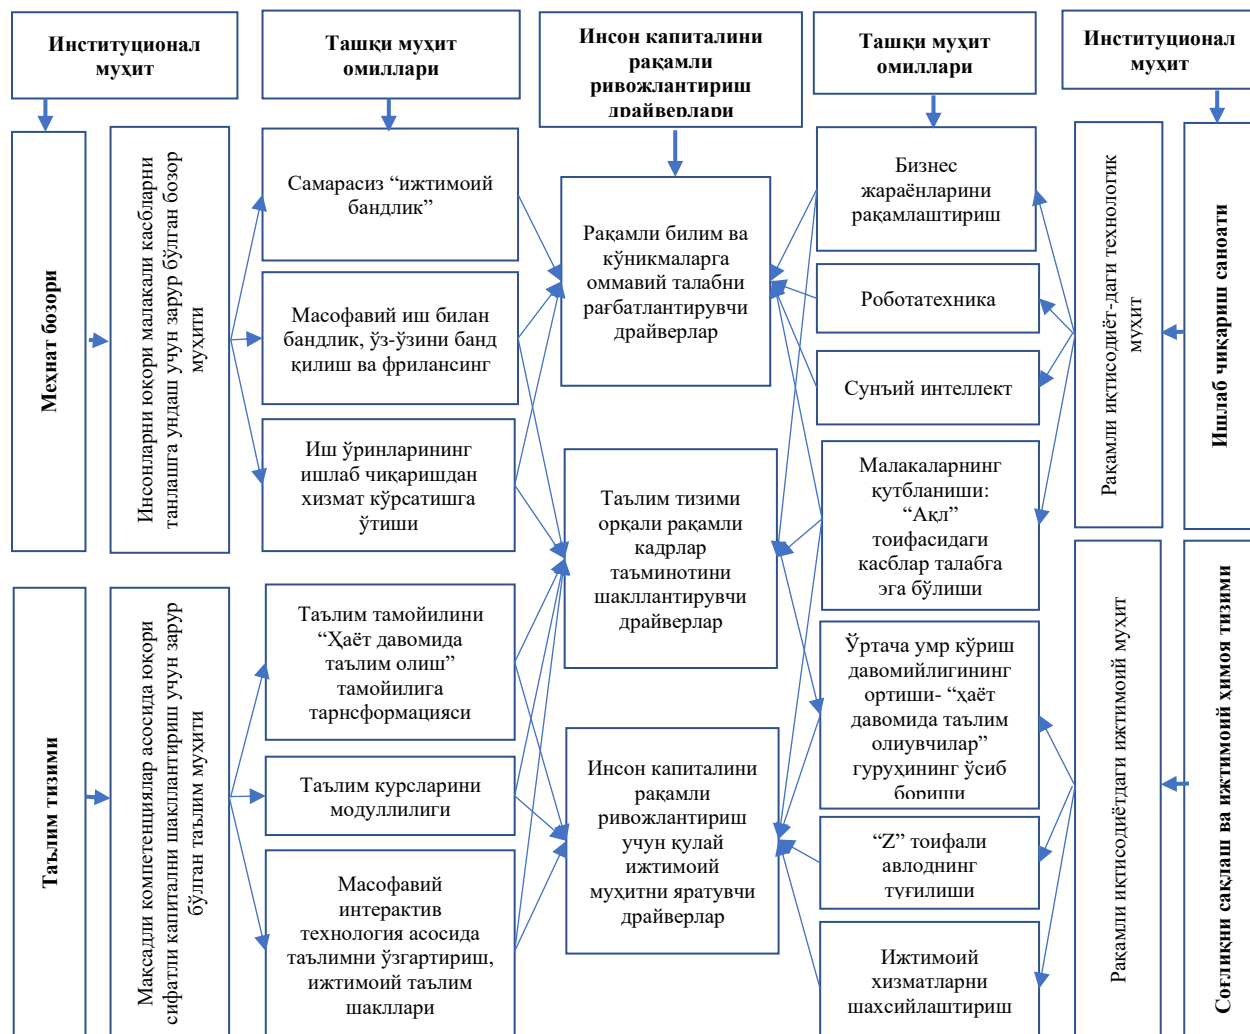 Институционал
муҳит
Ташқи муҳит
омиллари
Инсон капиталини
рақамли
ривожлантириш
драйверлари
Ташқи муҳит
омиллари
Институционал
муҳит
Меҳнат бозори
Инсонларни юқори малакали касбларни
танлашга ундаш учун зарур бўлган бозор
муҳити
Самарасиз “ижтимоий
бандлик”
Масофавий иш билан
бандлик, ўз-ўзини банд
қилиш ва фрилансинг
Иш ўринларининг
ишлаб чиқаришдан
хизмат кўрсатишга
ўтиши
Таълим тизими
Мақсадли компетенциялар асосида юқори
сифатли капитални шакллантириш учун зарур
бўлган таълим муҳити
Таълим тамойилини
“Ҳаёт давомида
таълим олиш”
тамойилига
тарнсформацияси
Таълим курсларини
модуллилиги
Масофавий
интерактив
технология асосида
таълимни ўзгартириш,
ижтимоий таълим
шакллари
Рақамли билим ва
кўникмаларга
оммавий талабни
рағбатлантирувчи
драйверлар
Таълим тизими
орқали рақамли
кадрлар
таъминотини
шакллантирувчи
драйверлар
Инсон капиталини
рақамли
ривожлантириш
учун қулай
ижтимоий
муҳитни яратувчи
драйверлар
Бизнес
жараёнларини
рақамлаштириш
Роботатехника
Сунъий интеллект
Малакаларнинг
қутбланиши:
“Ақл”
тоифасидаги
касблар талабга
эга бўлиши
Ўртача умр кўриш
давомийлигининг
ортиши- “ҳаёт
давомида таълим
олиувчилар”
гуруҳининг ўсиб
бориши
“Z” тоифали
авлоднинг
туғилиши
Ижтимоий
хизматларни
шахсийлаштириш
Рақамли иқтисодиёт-даги технологик
муҳит
Ишлаб чиқариш саноати
Рақамли иқтисодиётдаги ижтимоий муҳит
Соғлиқни сақлаш ва ижтимоий ҳимоя тизими